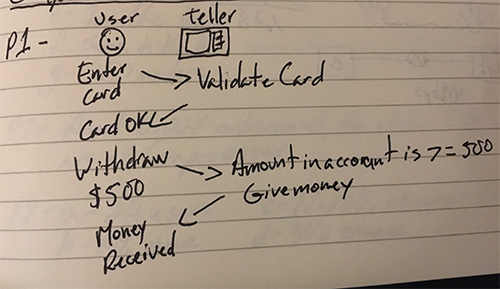 User Teller
P1 -
Enter
Card
Validate Card
Card OK
Withdraw
$500
Amount in account is >= 500
Give money
Money
Received